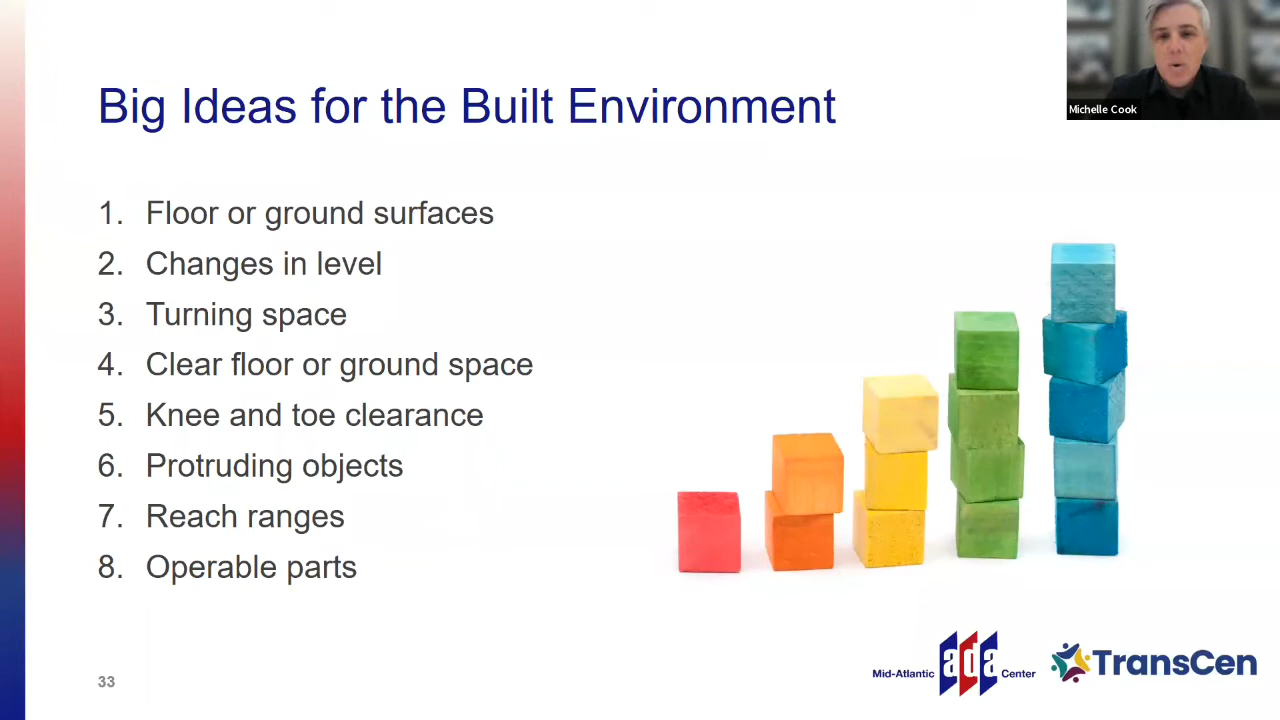 Big Ideas for the Built Environment
Michelle Cook
1. Floor or ground surfaces
2. Changes in level
3. Turning space
4. Clear floor or ground space
5. Knee and toe clearance
6. Protruding objects
7. Reach ranges
8. Operable parts
33
Mid-Atlantic ada Center
TransCen